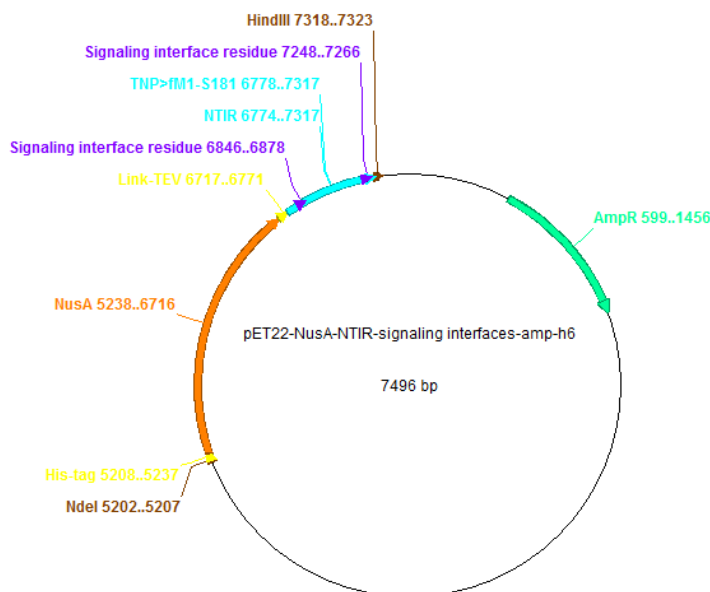 HindIII 7318..7323
Signaling interface residue 7248..7266
TNP>fM1-S181 6778..7317
NTIR 6774..7317
Signaling interface residue 6846..6878
Link-TEV 6717..6771
AmpR 599..1456
NusA 5238..6716
pET22-NusA-NTIR-signaling interfaces-amp-h6
7496 bp
His-tag 5208..5237
NdeI 5202..5207